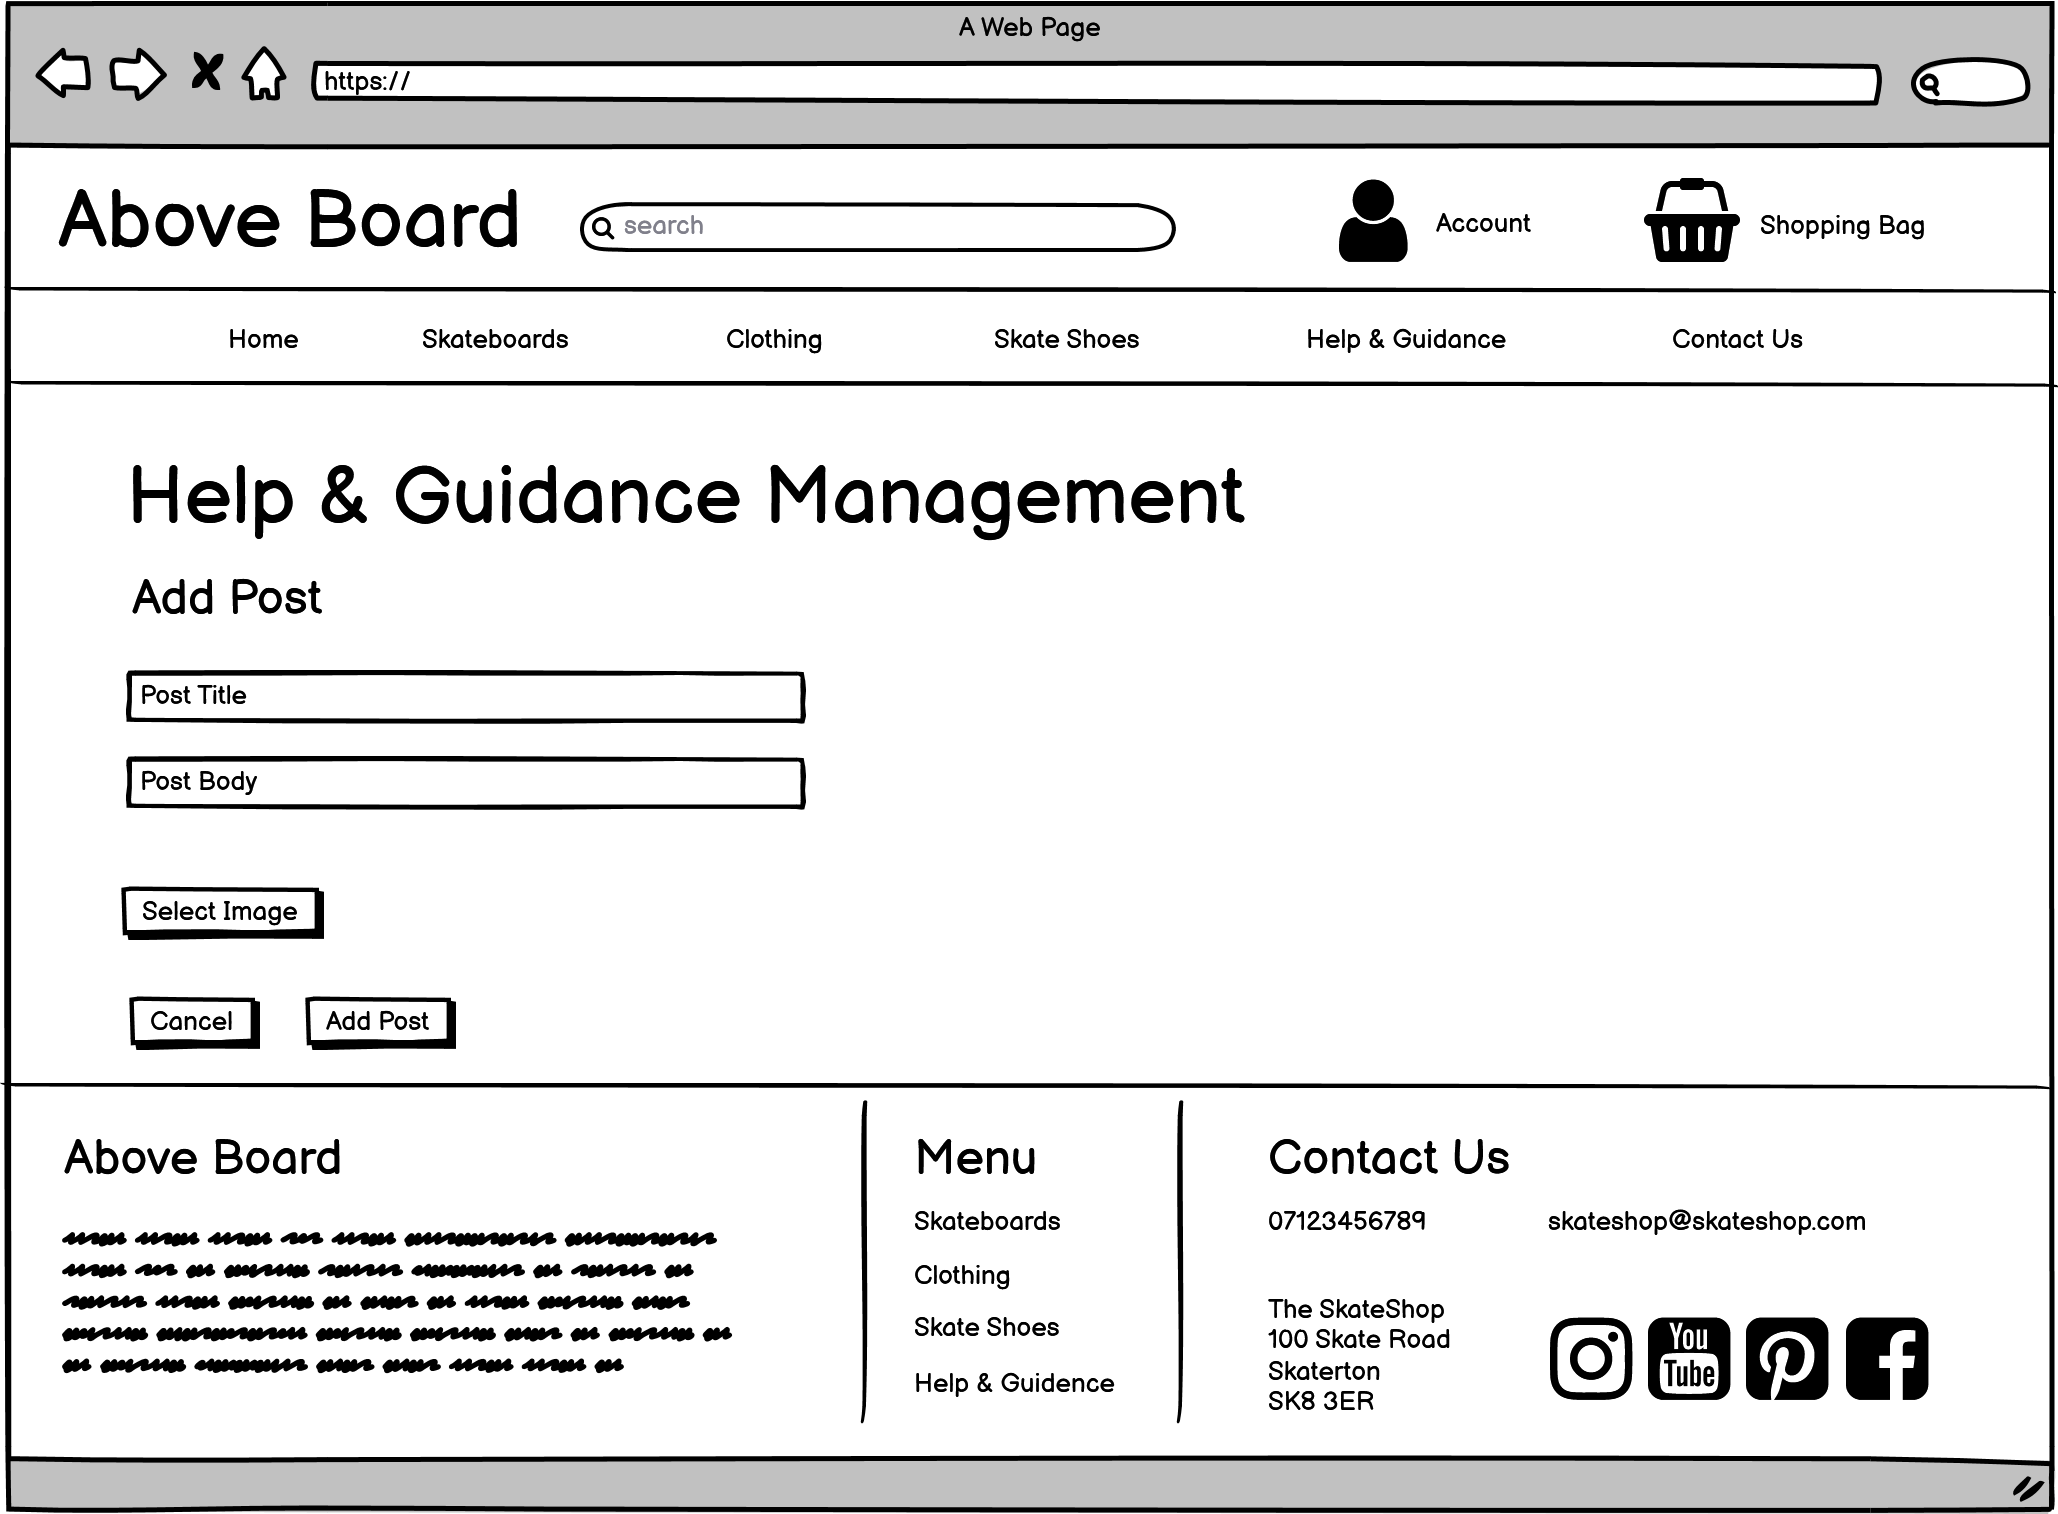 A Web Page
https://
Above Board
search
Account
Shopping Bag
Home
Skateboards
Clothing
Skate Shoes
Help & Guidance
Contact Us
Help & Guidance Management
Add Post
Post Title
Post Body
Select Image
Cancel
Add Post
Above Board
Menu
Skateboards
Clothing
Skate Shoes
Help & Guidence
Contact Us
07123456789
skateshop@skateshop.com
The SkateShop
100 Skate Road
Skaterton
SK8 3ER
You
Tube